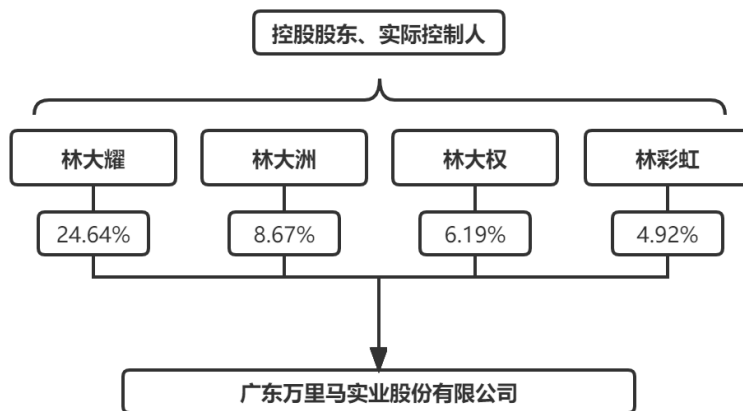 控股股东、实际控制人
林大耀
林大洲
林大权
林彩虹
24.64%
8.67%
6.19%
4.92%
广东万里马实业股份有限公司